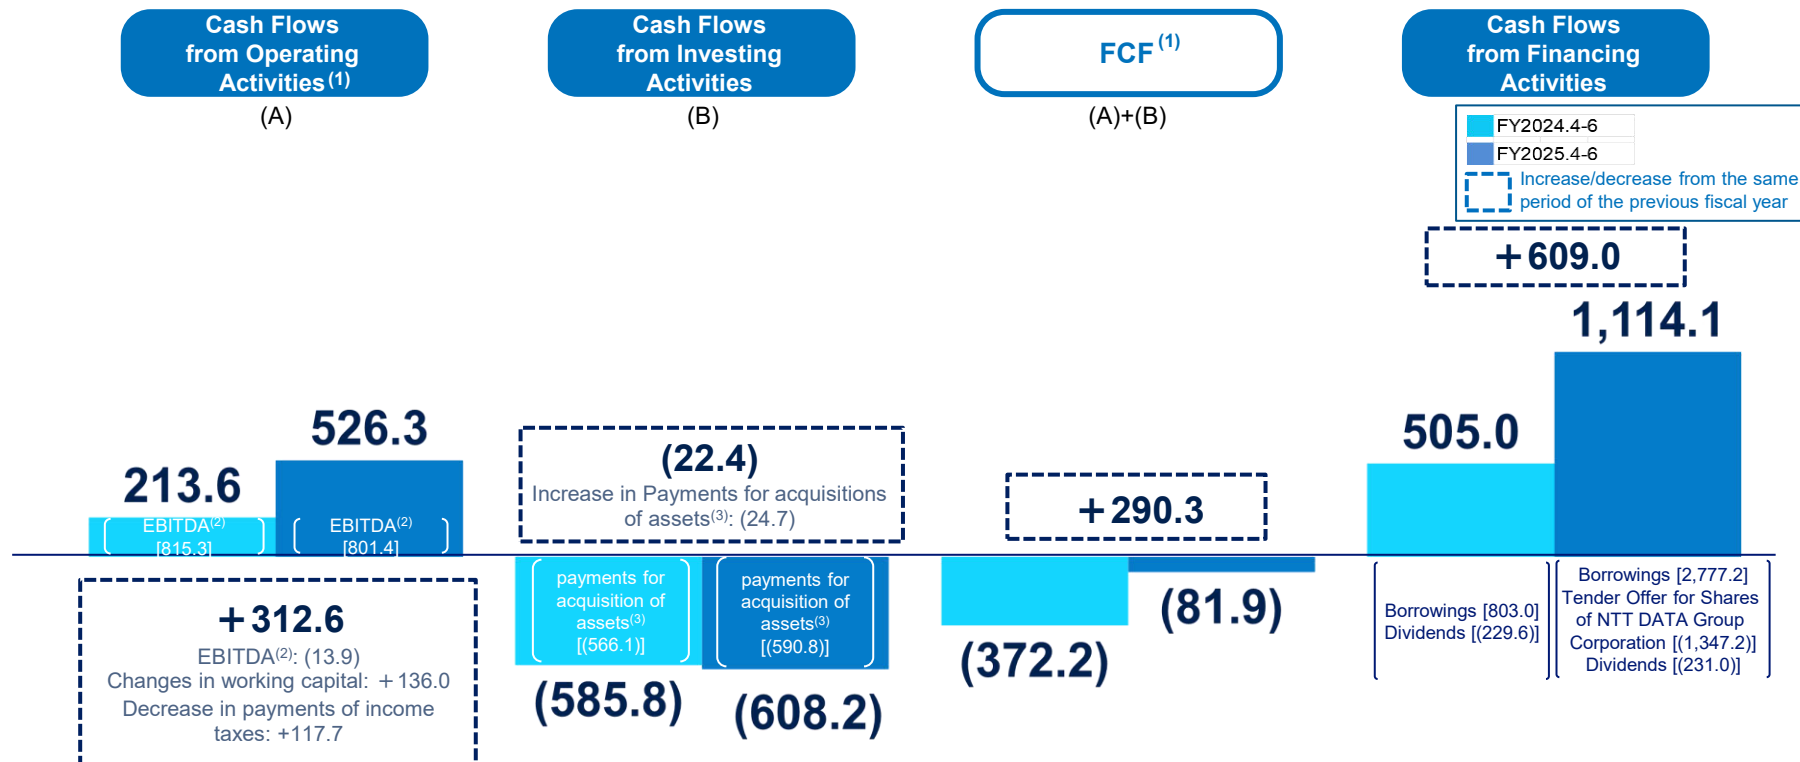 Cash Flows
from Operating
Activities(1)
(A)
Cash Flows
from Investing
Activities
(B)
FCF(1)
(A)+(B)
Cash Flows
from Financing
Activities
FY2024.4-6
FY2025.4-6
Increase/decrease from the same
period of the previous fiscal year
213.6
EBITDA(2)
[815.3]
526.3
EBITDA(2)
[801.4]
+312.6
EBITDA(2): (13.9)
Changes in working capital: +136.0
Decrease in payments of income
taxes: +117.7
(22.4)
Increase in Payments for acquisitions
of assets(3): (24.7)
payments for
acquisition of
assets(3)
[(566.1)]
(585.8)
payments for
acquisition of
assets(3)
[(590.8)]
(608.2)
+290.3
(372.2)
(81.9)
+609.0
505.0
1,114.1
Borrowings [803.0]
Dividends [(229.6)]
Borrowings [2,777.2]
Tender Offer for Shares
of NTT DATA Group
Corporation [(1,347.2)]
Dividends [(231.0)]